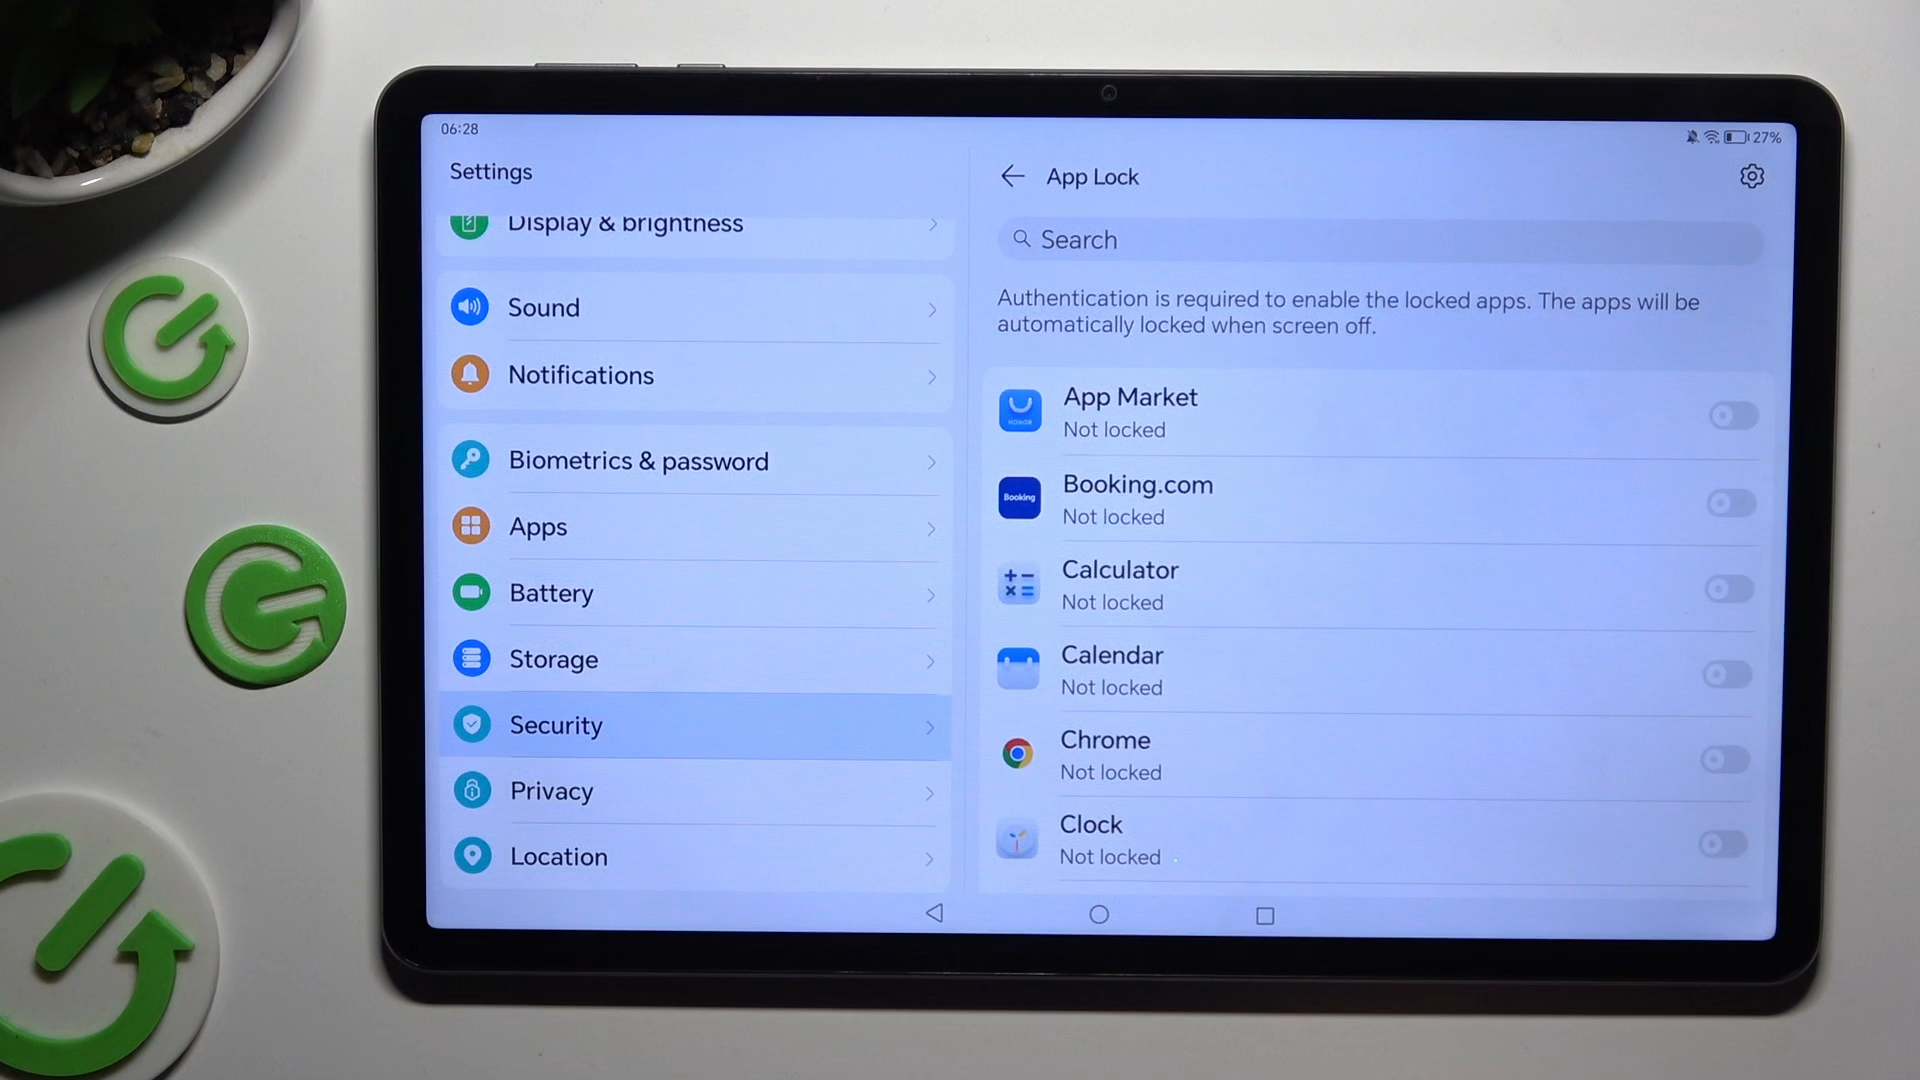 06:28
27%
Settings
Display & brightness
Sound
Notifications
Biometrics & password
Apps
Battery
Storage
Security
Privacy
Location
App Lock
Search
Authentication is required to enable the locked apps. The apps will be
automatically locked when screen off.
HONOR
App Market
Not locked
Booking
Booking.com
Not locked
Calculator
Not locked
Calendar
Not locked
Chrome
Not locked
Clock
Not locked